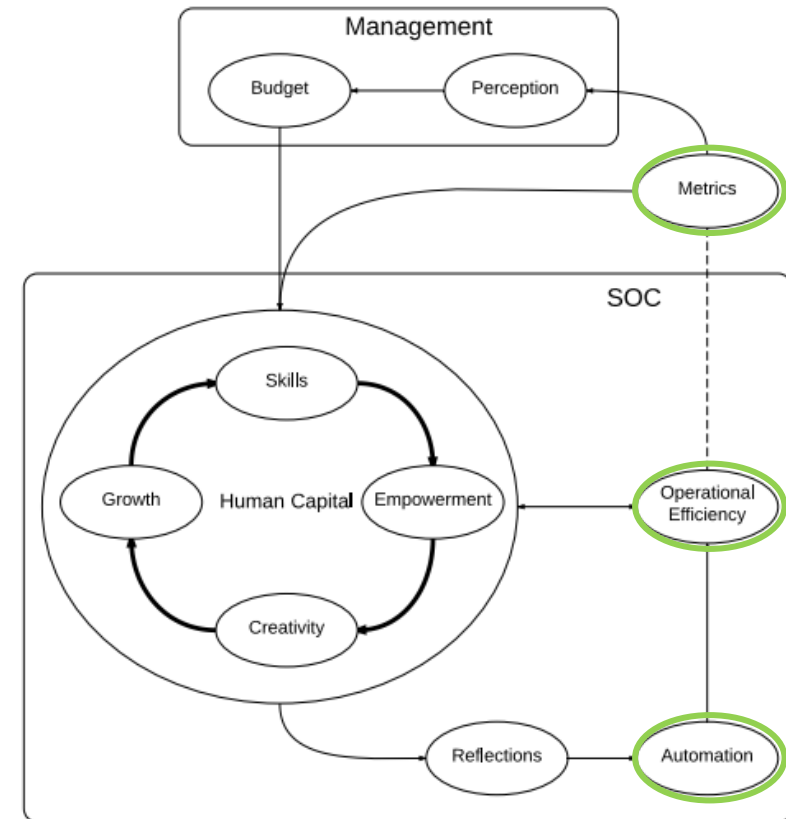 Management
Budget
Perception
Metrics
SOC
Skills
Growth
Human Capital
Empowerment
Operational
Efficiency
Creativity
Reflections
Automation